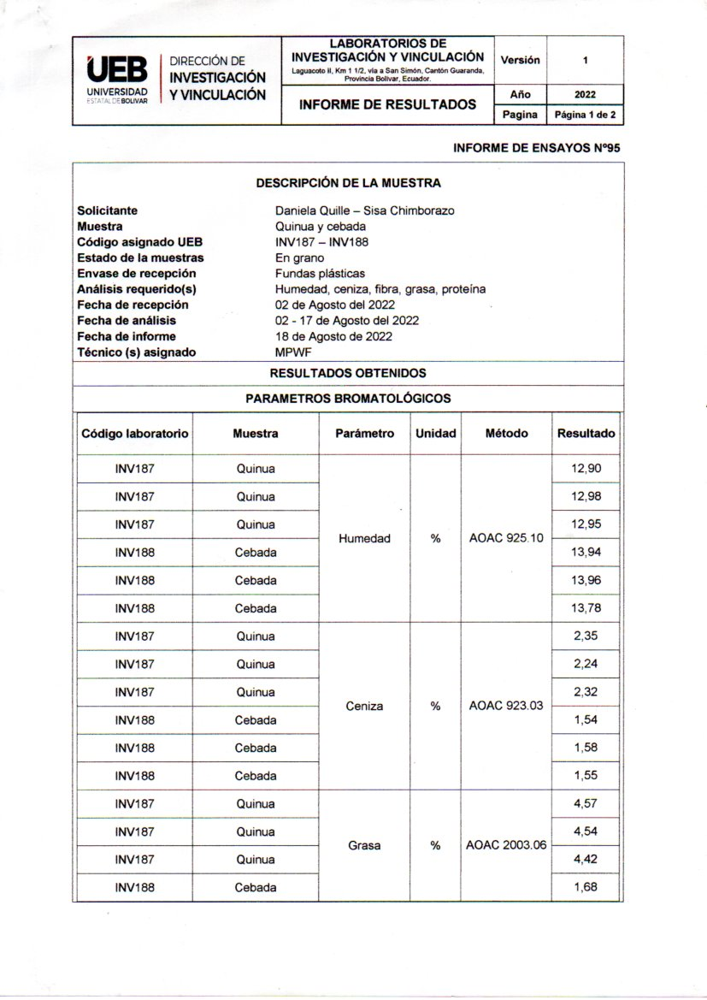 UEB
UNIVERSIDAD
ESTATAL DE BOLIVAR
DIRECCIÓN DE
INVESTIGACIÓN
Y VINCULACIÓN
LABORATORIOS DE
INVESTIGACIÓN Y VINCULACIÓN
Laguacoto II, Km 1 1/2, vía a San Simón, Cantón Guaranda,
Provincia Bolívar, Ecuador.
INFORME DE RESULTADOS
Versión 1
Año 2022
Pagina Página 1 de 2
INFORME DE ENSAYOS Nº95
DESCRIPCIÓN DE LA MUESTRA
Solicitante Daniela Quille – Sisa Chimborazo
Muestra Quinua y cebada
Código asignado UEB INV187 – INV188
Estado de la muestras En grano
Envase de recepción Fundas plásticas
Análisis requerido(s) Humedad, ceniza, fibra, grasa, proteína
Fecha de recepción 02 de Agosto del 2022
Fecha de análisis 02 - 17 de Agosto del 2022
Fecha de informe 18 de Agosto de 2022
Técnico (s) asignado MPWF
RESULTADOS OBTENIDOS
PARAMETROS BROMATOLÓGICOS
Código laboratorio Muestra Parámetro Unidad Método Resultado
INV187 Quinua 12,90
INV187 Quinua 12,98
INV187 Quinua 12,95
Humedad % AOAC 925.10
INV188 Cebada 13,94
INV188 Cebada 13,96
INV188 Cebada 13,78
INV187 Quinua 2,35
INV187 Quinua 2,24
INV187 Quinua 2,32
Ceniza % AOAC 923.03
INV188 Cebada 1,54
INV188 Cebada 1,58
INV188 Cebada 1,55
INV187 Quinua 4,57
INV187 Quinua 4,54
Grasa % AOAC 2003.06
INV187 Quinua 4,42
INV188 Cebada 1,68